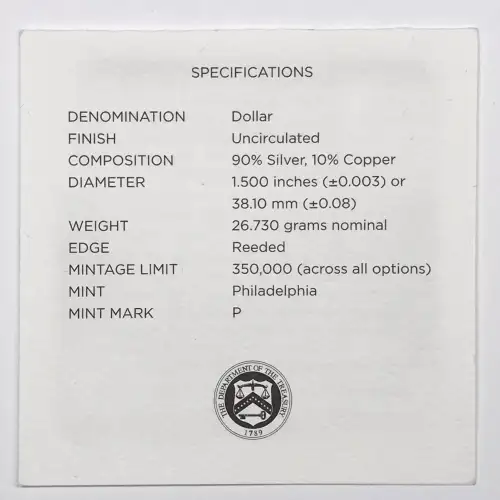 SPECIFICATIONS
DENOMINATION Dollar
FINISH Uncirculated
COMPOSITION 90% Silver, 10% Copper
DIAMETER 1.500 inches (±0.003) or
38.10 mm (±0.08)
WEIGHT 26.730 grams nominal
EDGE Reeded
MINTAGE LIMIT 350,000 (across all options)
MINT Philadelphia
MINT MARK P
THE DEPARTMENT OF THE TREASURY
1789